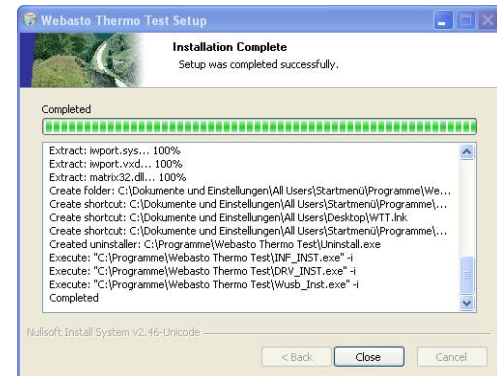 Webasto Thermo Test Setup
Installation Complete
Setup was completed successfully.
Completed
Extract: iwport.sys... 100%
Extract: iwport.vxd... 100%
Extract: matrix32.dll... 100%
Create folder: C:\Dokumente und Einstellungen\All Users\Startmenü\Programme\We...
Create shortcut: C:\Dokumente und Einstellungen\All Users\Startmenü\Programme\...
Create shortcut: C:\Dokumente und Einstellungen\All Users\Desktop\WTT.lnk
Create shortcut: C:\Dokumente und Einstellungen\All Users\Startmenü\Programme\...
Created uninstaller: C:\Programme\Webasto Thermo Test\Uninstall.exe
Execute: "C:\Programme\Webasto Thermo Test\INF_INST.exe" -i
Execute: "C:\Programme\Webasto Thermo Test\DRV_INST.exe" -i
Execute: "C:\Programme\Webasto Thermo Test\Wusb_Inst.exe" -i
Completed
Nullsoft Install System v2.46-Unicode
< Back Close Cancel